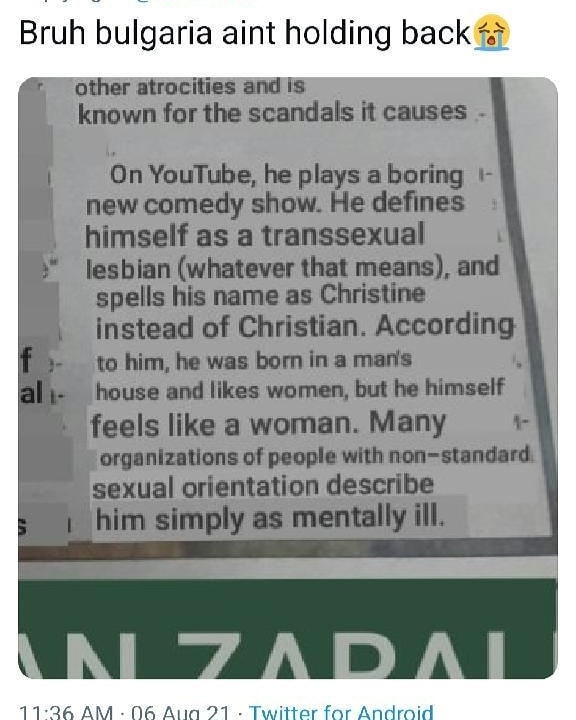 Bruh bulgaria aint holding back😭
other atrocities and is
known for the scandals it causes -
On YouTube, he plays a boring
new comedy show. He defines
himself as a transsexual
lesbian (whatever that means), and
spells his name as Christine
instead of Christian. According
to him, he was born in a man's
house and likes women, but he himself
feels like a woman. Many
organizations of people with non-standard
sexual orientation describe
him simply as mentally ill.
f
al
s
AN ZAPAL
11:36 AM · 06 Aug 21 · Twitter for Android